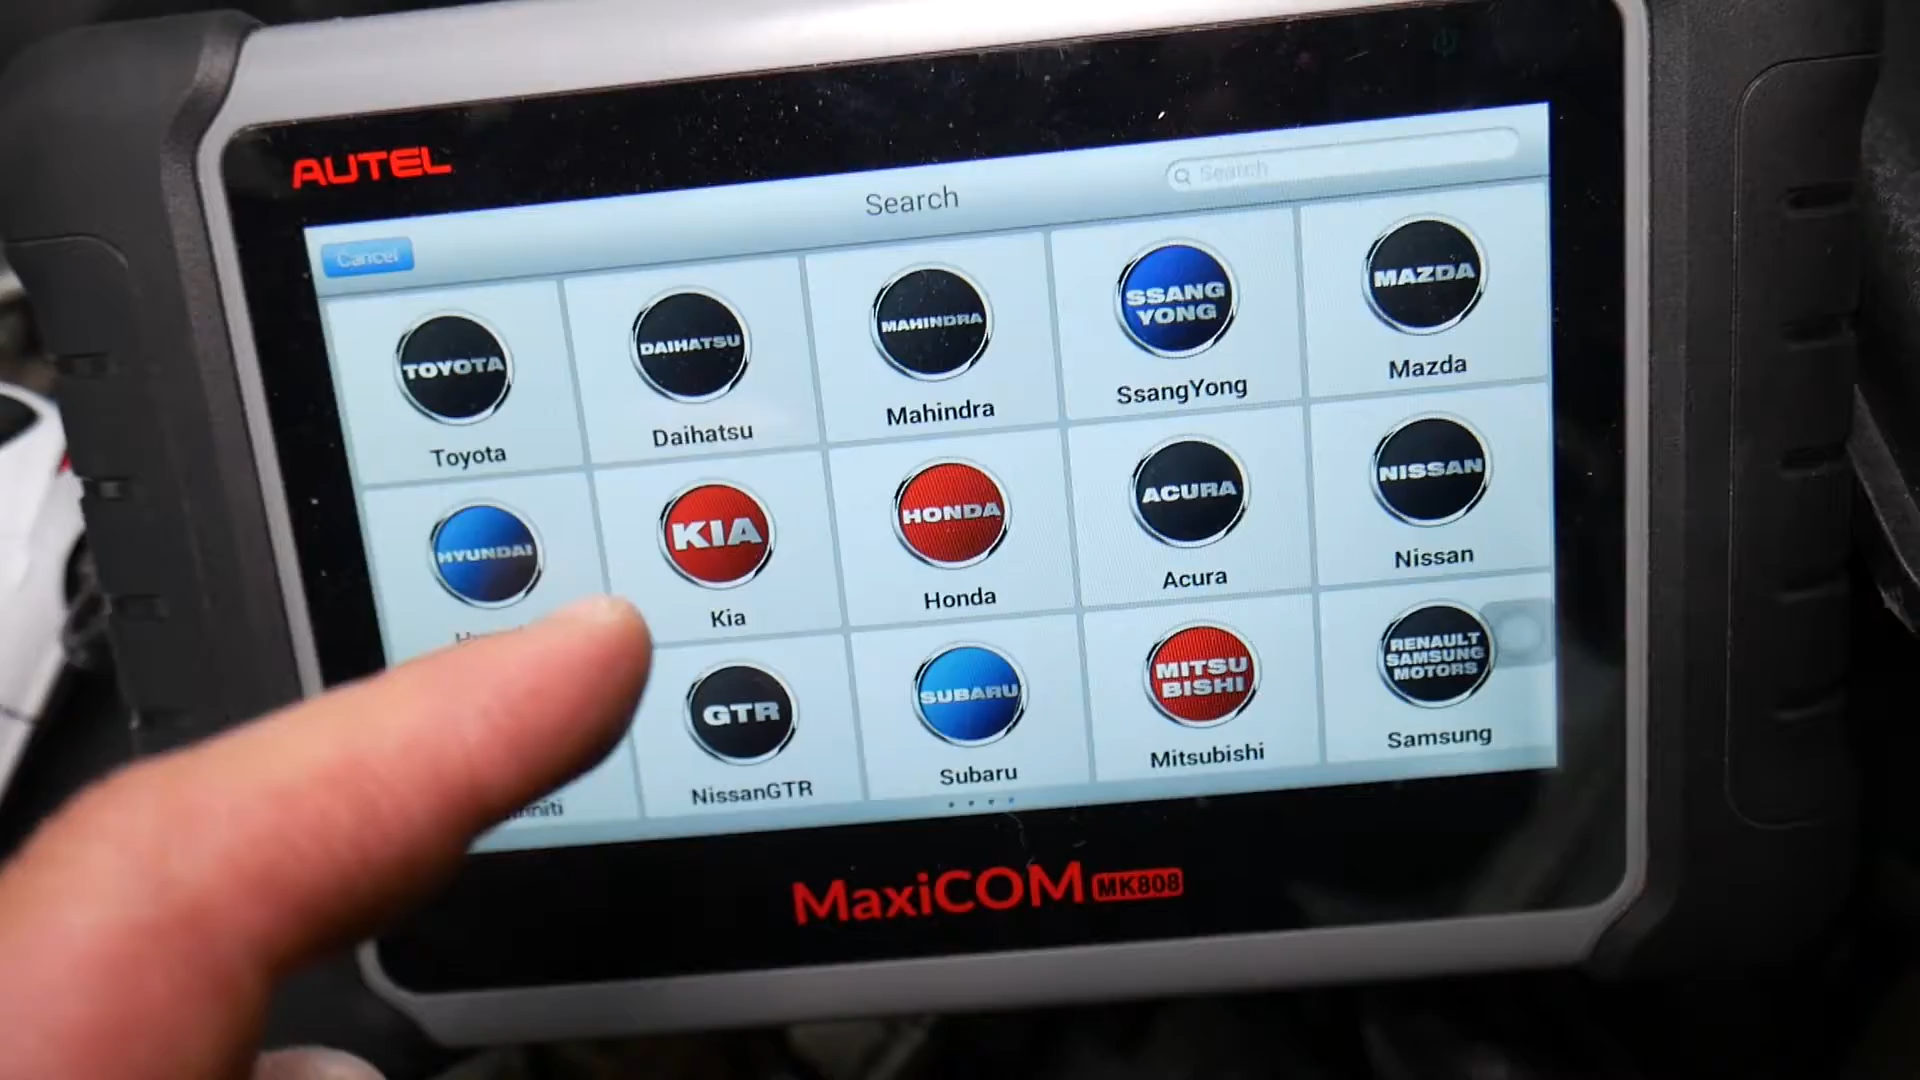 AUTEL
Search
Search
Cancel
TOYOTA
DAIHATSU
MAHINDRA
SSANG
YONG
MAZDA
Toyota
Daihatsu
Mahindra
SsangYong
Mazda
HYUNDAI
KIA
HONDA
ACURA
NISSAN
Kia
Honda
Acura
Nissan
GTR
SUBARU
MITSU
BISHI
RENAULT
SAMSUNG
MOTORS
NissanGTR
Subaru
Mitsubishi
Samsung
MaxiCOM MK808